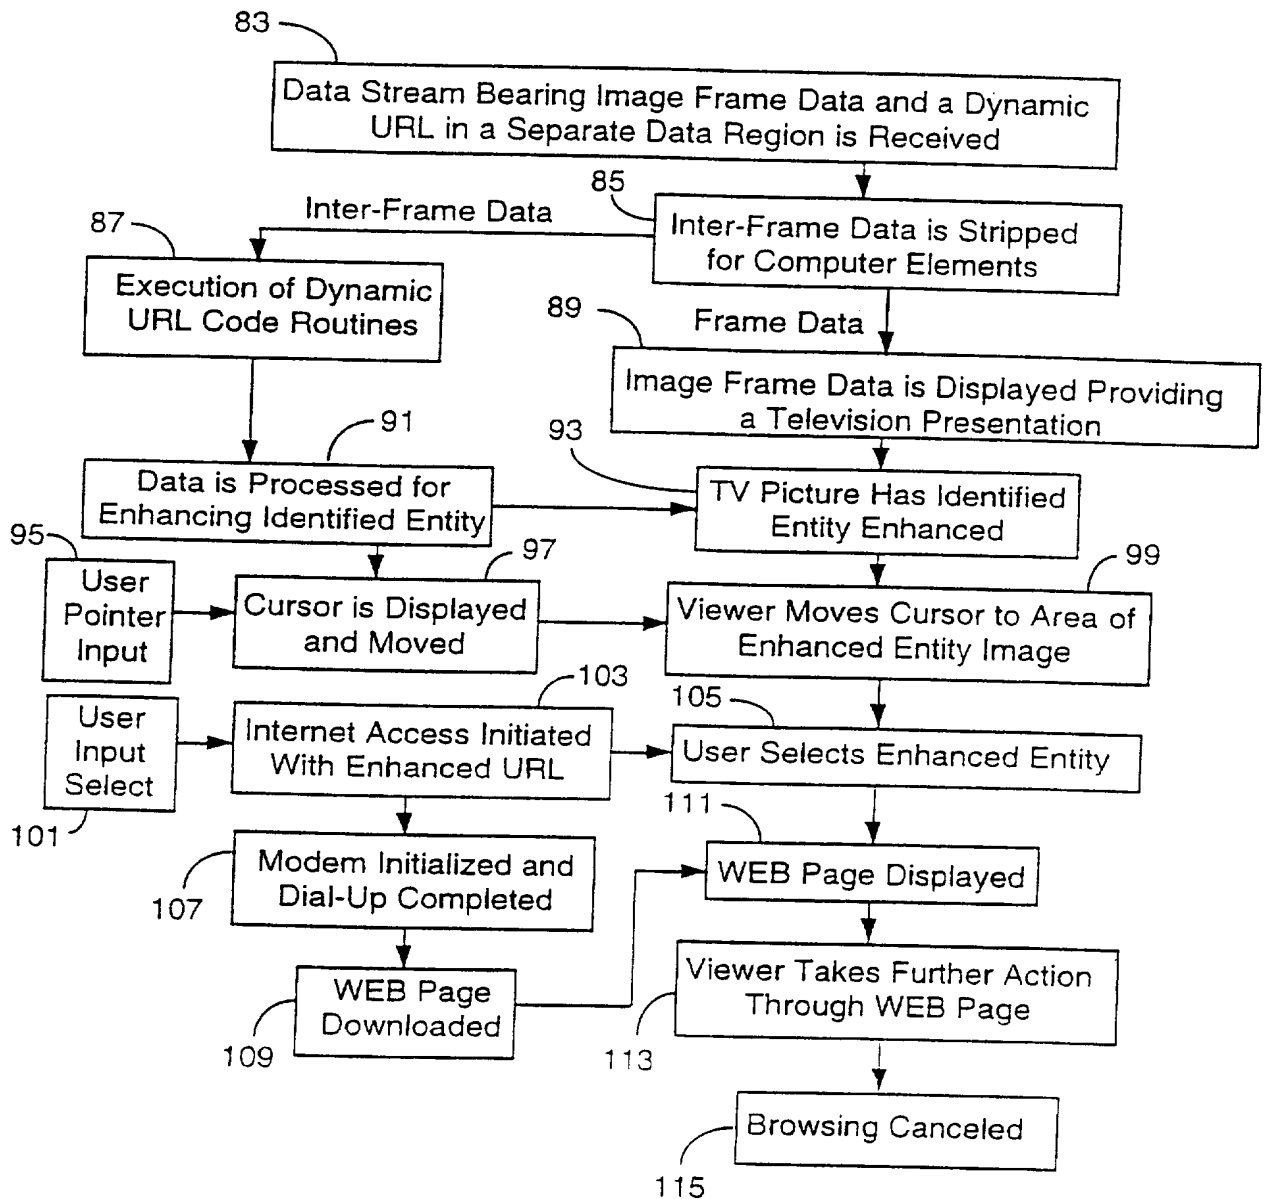 83
Data Stream Bearing Image Frame Data and a Dynamic
URL in a Separate Data Region is Received
85
Inter-Frame Data
87
Inter-Frame Data is Stripped
for Computer Elements
Execution of Dynamic
URL Code Routines
89
Frame Data
Image Frame Data is Displayed Providing
a Television Presentation
91
93
Data is Processed for
Enhancing Identified Entity
TV Picture Has Identified
Entity Enhanced
95
97
99
User
Pointer
Input
Cursor is Displayed
and Moved
Viewer Moves Cursor to Area of
Enhanced Entity Image
103
105
User
Input
Select
101
Internet Access Initiated
With Enhanced URL
User Selects Enhanced Entity
111
Modem Initialized and
Dial-Up Completed
107
WEB Page Displayed
WEB Page
Downloaded
109
Viewer Takes Further Action
Through WEB Page
113
Browsing Canceled
115